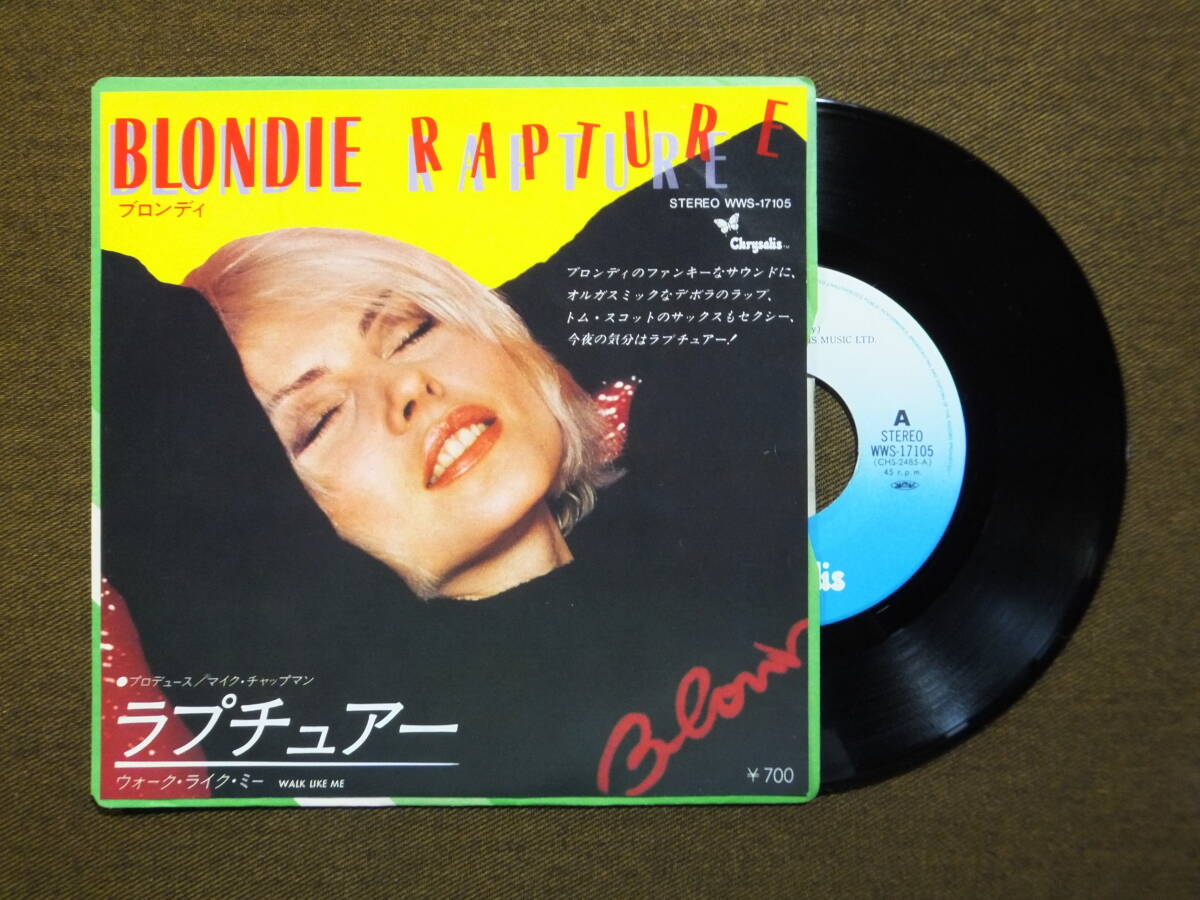 BLONDIE RAPTURE
ブロンディ
STEREO WWS-17105
Chrysalis™
ブロンディのファンキーなサウンドに、
オルガスミックなデボラのラップ、
トム・スコットのサックスもセクシー、
今夜の気分はラプチュアー!
●プロデュース/マイク・チャップマン
ラプチュアー
ウォーク・ライク・ミー WALK LIKE ME
Blondie
¥700
MUSIC LTD.
A
STEREO
WWS-17105
(CHS-2485-A)
45 r.p.m.
lis